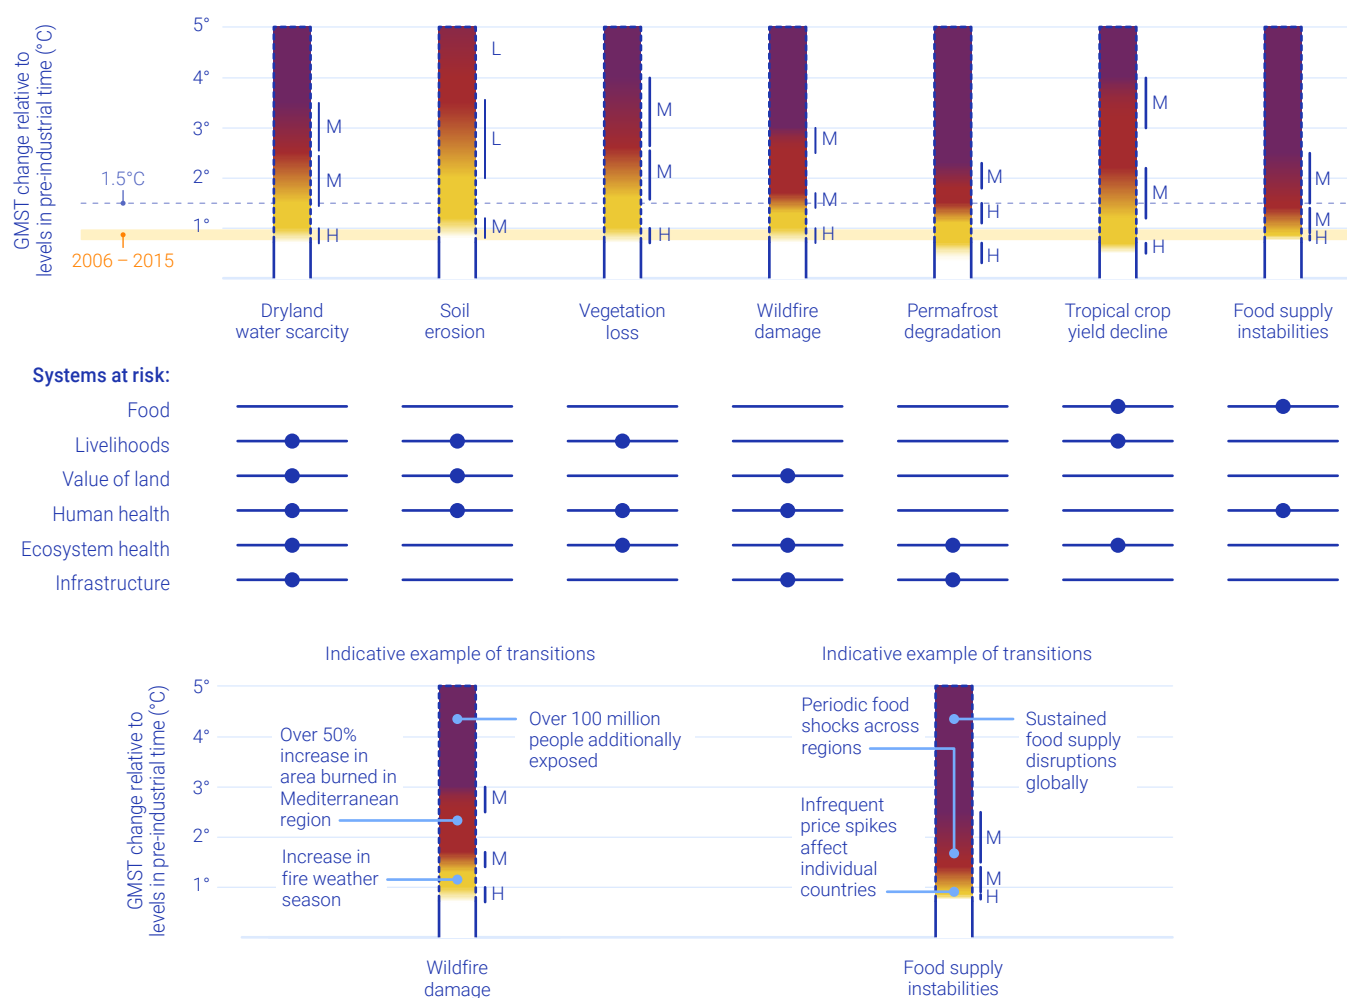 GMST change relative to
levels in pre-industrial time (°C)
5°
4°
3°
2°
1°
1.5°C
2006 – 2015
M
M
H
L
L
M
M
M
H
M
M
H
M
H
H
M
M
H
M
M
H
Dryland
water scarcity
Soil
erosion
Vegetation
loss
Wildfire
damage
Permafrost
degradation
Tropical crop
yield decline
Food supply
instabilities
Systems at risk:
Food
Livelihoods
Value of land
Human health
Ecosystem health
Infrastructure
Indicative example of transitions
GMST change relative to
levels in pre-industrial time (°C)
5°
4°
3°
2°
1°
Over 50%
increase in
area burned in
Mediterranean
region
Increase in
fire weather
season
Over 100 million
people additionally
exposed
M
M
H
Wildfire
damage
Indicative example of transitions
Periodic food
shocks across
regions
Infrequent
price spikes
affect
individual
countries
Sustained
food supply
disruptions
globally
M
M
H
Food supply
instabilities